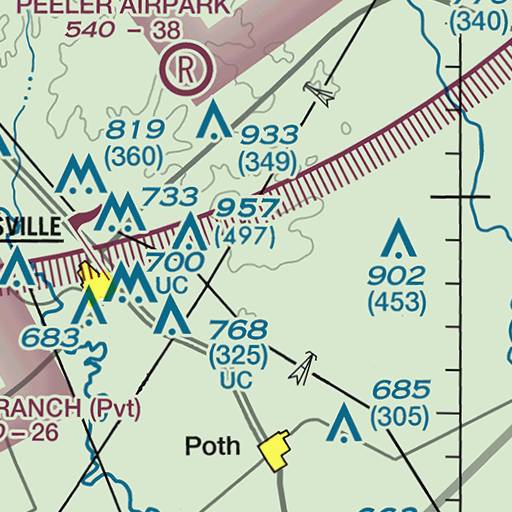 PEELER AIRPARK
540 - 38
R
(340)
819
(360)
933
(349)
733
957
(497)
SVILLE
700
UC
902
(453)
683
768
(325)
UC
685
(305)
RANCH (Pvt)
- 26
Poth